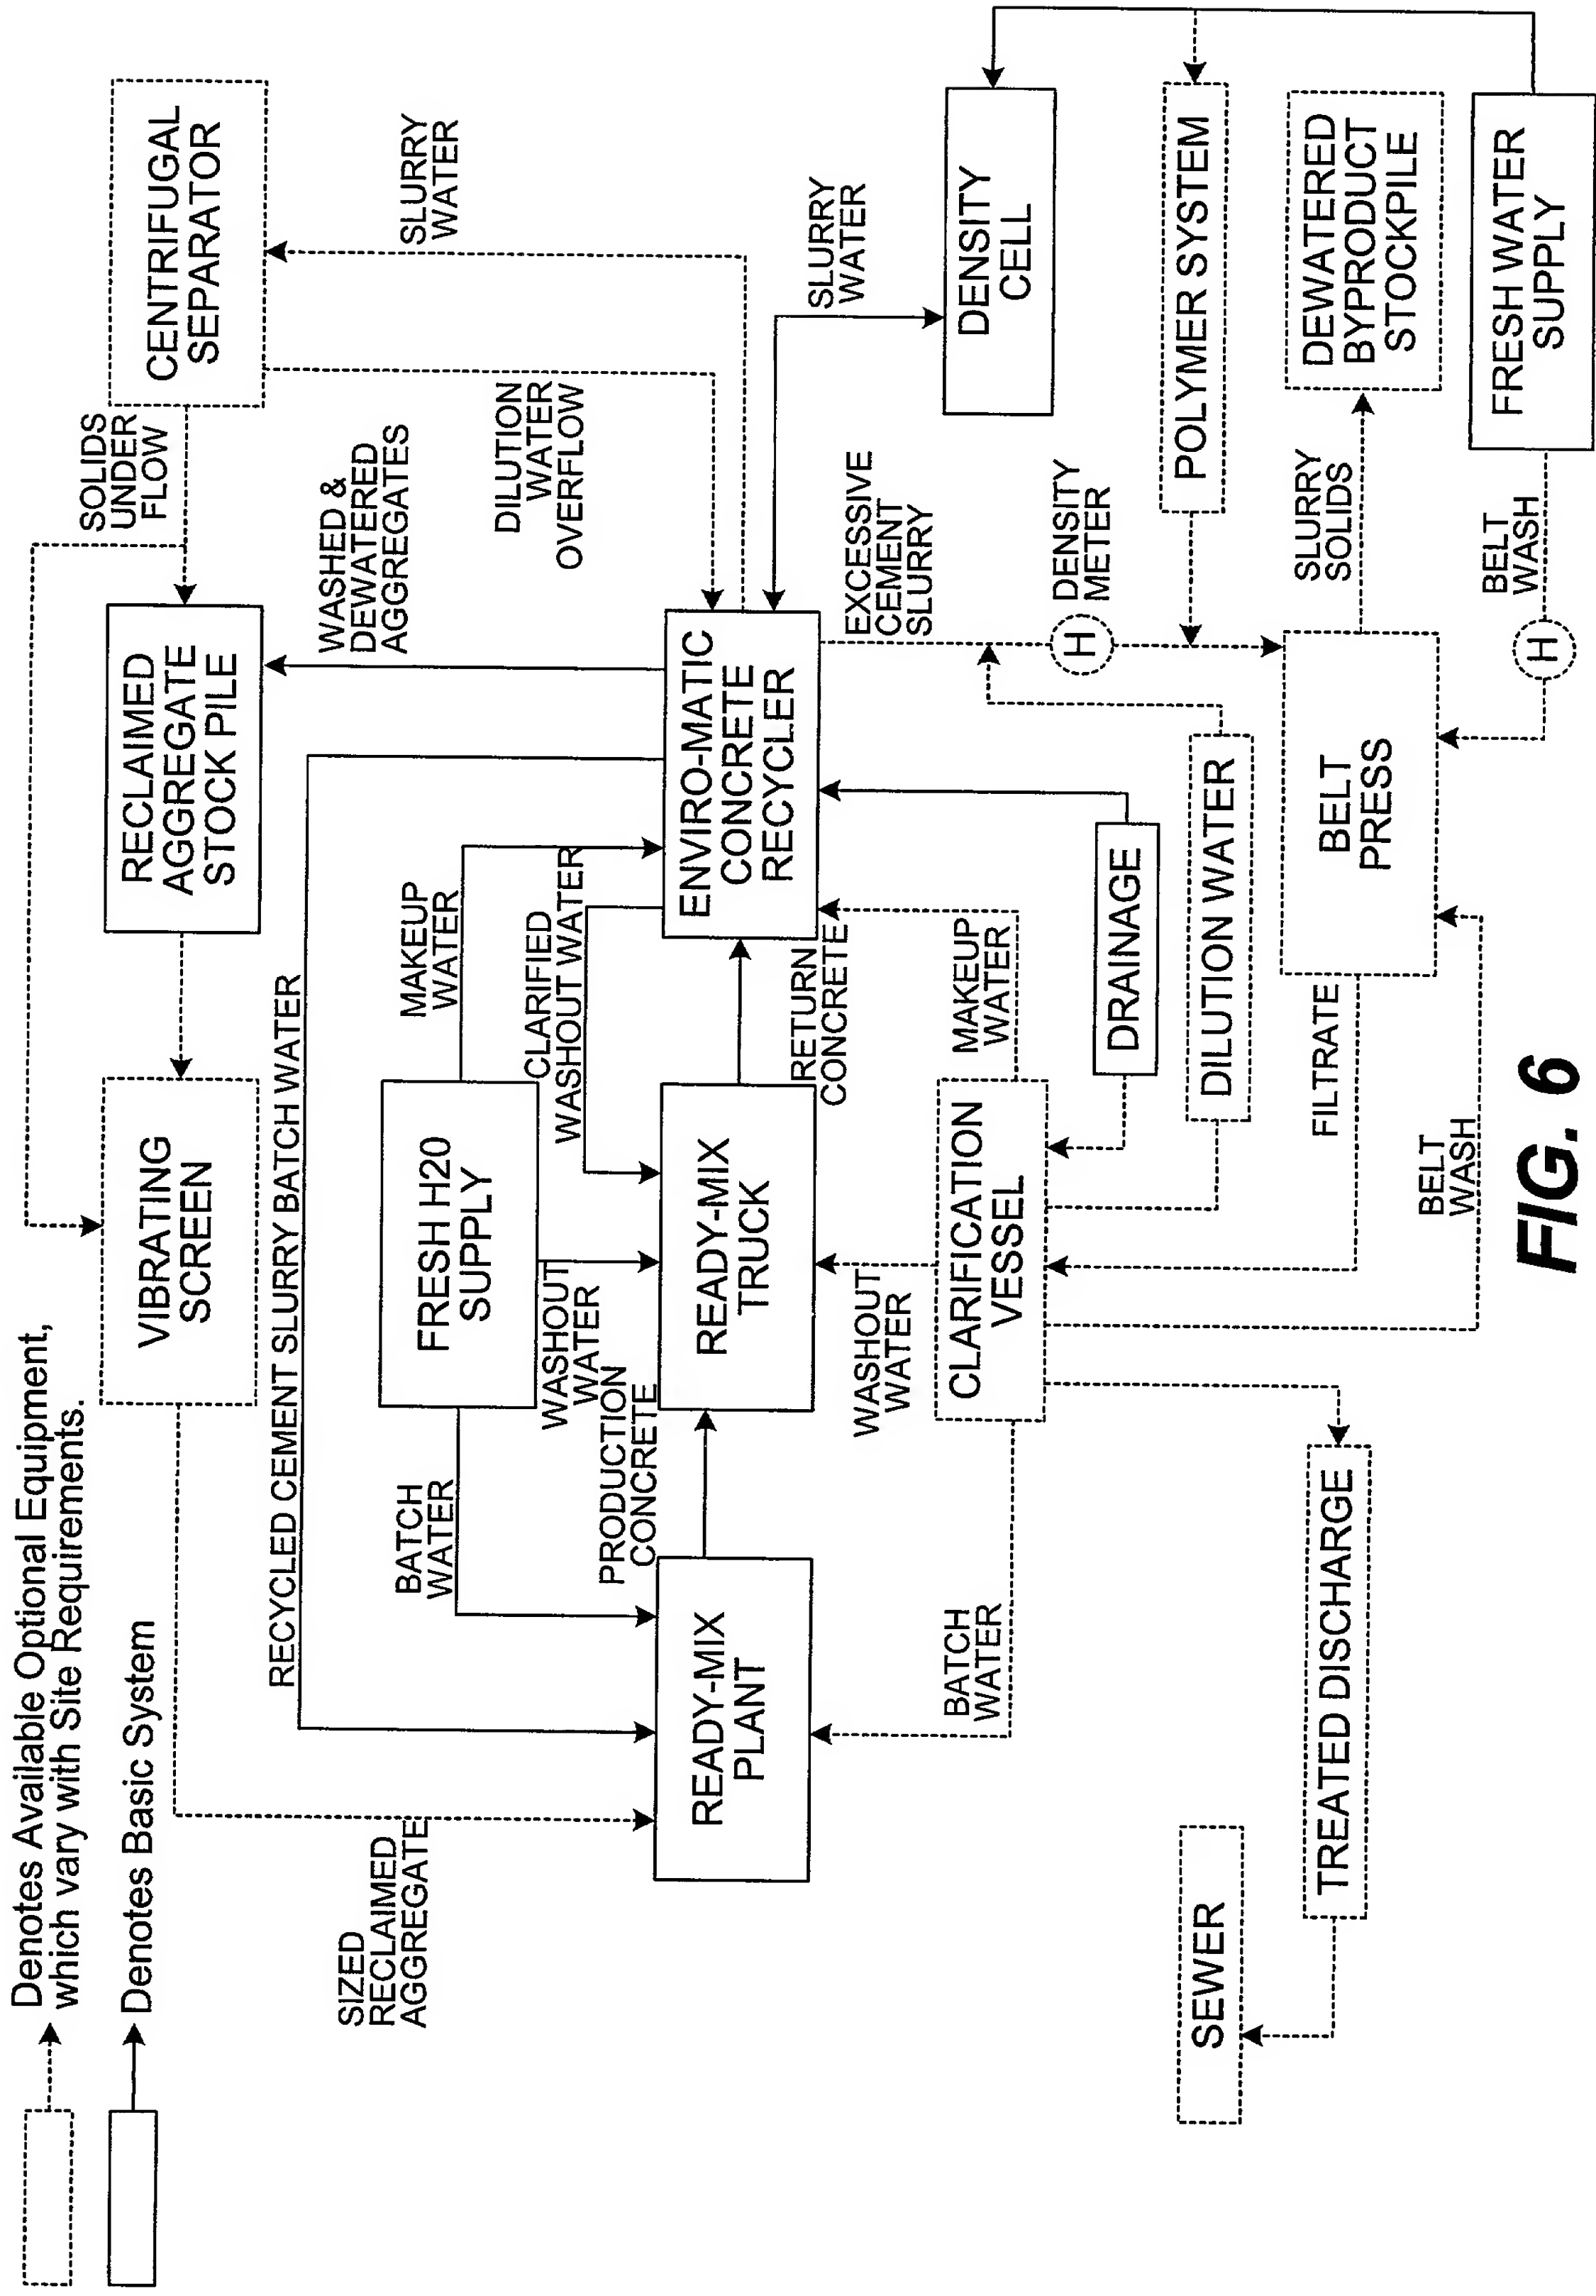 Denotes Available Optional Equipment,
which vary with Site Requirements.
Denotes Basic System
CENTRIFUGAL
SEPARATOR
SOLIDS
UNDER
FLOW
SLURRY
WATER
DILUTION
WATER
OVERFLOW
WASHED &
DEWATERED
AGGREGATES
RECLAIMED
AGGREGATE
STOCK PILE
VIBRATING
SCREEN
SIZED
RECLAIMED
AGGREGATE
RECYCLED CEMENT SLURRY BATCH WATER
MAKEUP
WATER
CLARIFIED
WASHOUT WATER
FRESH H20
SUPPLY
BATCH
WATER
WASHOUT
WATER
PRODUCTION
CONCRETE
READY-MIX
PLANT
READY-MIX
TRUCK
RETURN
CONCRETE
ENVIRO-MATIC
CONCRETE
RECYCLER
SLURRY
WATER
DENSITY
CELL
EXCESSIVE
CEMENT
SLURRY
DENSITY
METER
H
POLYMER SYSTEM
MAKEUP
WATER
WASHOUT
WATER
CLARIFICATION
VESSEL
BATCH
WATER
DRAINAGE
DILUTION WATER
BELT
PRESS
SLURRY
SOLIDS
DEWATERED
BYPRODUCT
STOCKPILE
FRESH WATER
SUPPLY
BELT
WASH
H
FILTRATE
BELT
WASH
TREATED DISCHARGE
SEWER
FIG. 6